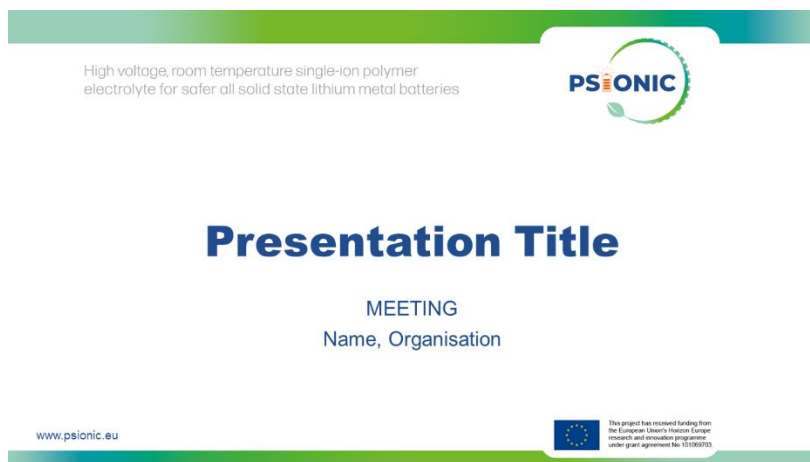 High voltage, room temperature single-ion polymer
electrolyte for safer all solid state lithium metal batteries
PSIONIC
Presentation Title
MEETING
Name, Organisation
www.psionic.eu
This project has received funding from
the European Union's Horizon Europe
research and innovation programme
under grant agreement No 101069703.